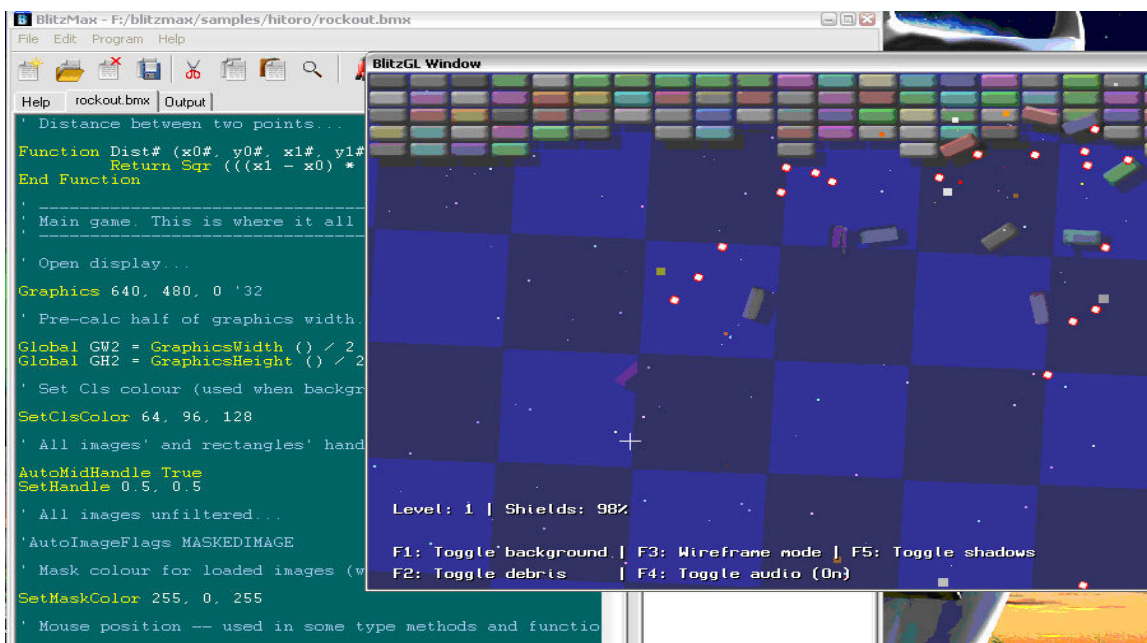 BlitzMax - F:/blitzmax/samples/hitoro/rockout.bmx
File Edit Program Help
Help rockout.bmx Output
' Distance between two points...
Function Dist# (x0#, y0#, x1#, y1#
Return Sqr (((x1 - x0) *
End Function
' Main game. This is where it all
' Open display...
Graphics 640, 480, 0 '32
' Pre-calc half of graphics width.
Global GW2 = GraphicsWidth () / 2
Global GH2 = GraphicsHeight () / 2
' Set Cls colour (used when backgr
SetClsColor 64, 96, 128
' All images' and rectangles' hand
AutoMidHandle True
SetHandle 0.5, 0.5
' All images unfiltered...
'AutoImageFlags MASKEDIMAGE
' Mask colour for loaded images (w
SetMaskColor 255, 0, 255
' Mouse position -- used in some type methods and functio
BlitzGL Window
Level: 1 | Shields: 98%
F1: Toggle background | F3: Wireframe mode | F5: Toggle shadows
F2: Toggle debris | F4: Toggle audio (On)